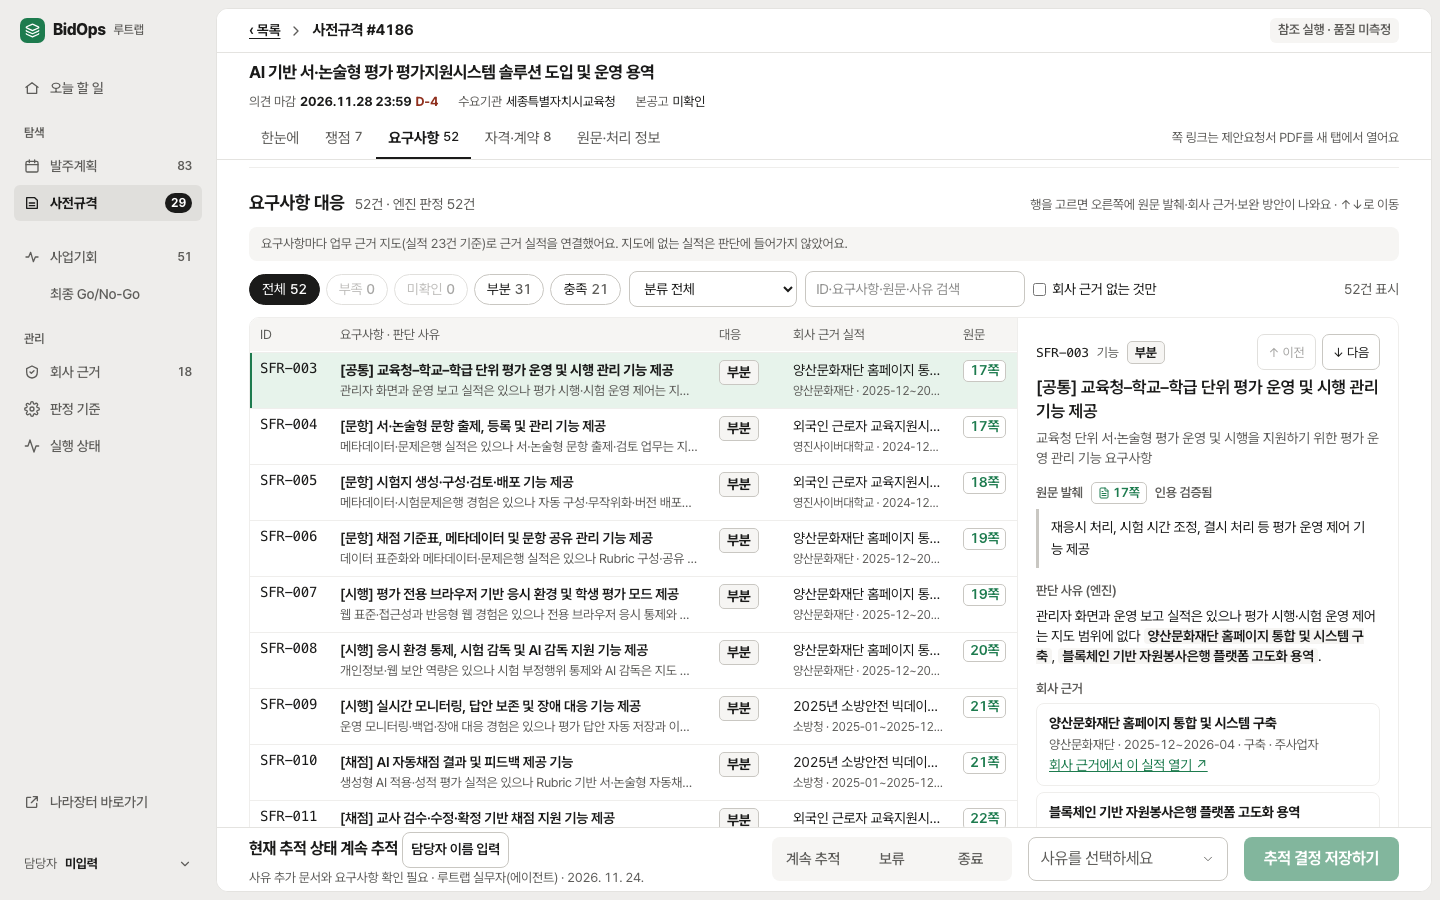 BidOps 루트랩
오늘 할 일
탐색
발주계획 83
사전규격 29
사업기회 51
최종 Go/No-Go
관리
회사 근거 18
판정 기준
실행 상태
나라장터 바로가기
담당자 미입력
‹ 목록 › 사전규격 #4186
참조 실행 · 품질 미측정
AI 기반 서·논술형 평가 평가지원시스템 솔루션 도입 및 운영 용역
의견 마감 2026.11.28 23:59 D-4 수요기관 세종특별자치시교육청 본공고 미확인
한눈에 쟁점 7 요구사항 52 자격·계약 8 원문·처리 정보
쪽 링크는 제안요청서 PDF를 새 탭에서 열어요
요구사항 대응 52건 · 엔진 판정 52건
행을 고르면 오른쪽에 원문 발췌·회사 근거·보완 방안이 나와요 · ↑↓로 이동
요구사항마다 업무 근거 지도(실적 23건 기준)로 근거 실적을 연결했어요. 지도에 없는 실적은 판단에 들어가지 않았어요.
전체 52 부족 0 미확인 0 부분 31 충족 21 분류 전체 ID·요구사항·원문·사유 검색 회사 근거 없는 것만 52건 표시
ID 요구사항 · 판단 사유 대응 회사 근거 실적 원문
SFR-003 [공통] 교육청–학교–학급 단위 평가 운영 및 시행 관리 기능 제공 부분 양산문화재단 홈페이지 통... 17쪽
관리자 화면과 운영 보고 실적은 있으나 평가 시행·시험 운영 제어는 지... 양산문화재단 · 2025-12~20...
SFR-004 [문항] 서·논술형 문항 출제, 등록 및 관리 기능 제공 부분 외국인 근로자 교육지원시... 17쪽
메타데이터·문제은행 실적은 있으나 서·논술형 문항 출제·검토 업무는 지... 영진사이버대학교 · 2024-12...
SFR-005 [문항] 시험지 생성·구성·검토·배포 기능 제공 부분 외국인 근로자 교육지원시... 18쪽
메타데이터·시험문제은행 경험은 있으나 자동 구성·무작위화·버전 배포... 영진사이버대학교 · 2024-12...
SFR-006 [문항] 채점 기준표, 메타데이터 및 문항 공유 관리 기능 제공 부분 양산문화재단 홈페이지 통... 19쪽
데이터 표준화와 메타데이터·문제은행 실적은 있으나 Rubric 구성·공유 ... 양산문화재단 · 2025-12~20...
SFR-007 [시행] 평가 전용 브라우저 기반 응시 환경 및 학생 평가 모드 제공 부분 양산문화재단 홈페이지 통... 19쪽
웹 표준·접근성과 반응형 웹 경험은 있으나 전용 브라우저 응시 통제와 ... 양산문화재단 · 2025-12~20...
SFR-008 [시행] 응시 환경 통제, 시험 감독 및 AI 감독 지원 기능 제공 부분 양산문화재단 홈페이지 통... 20쪽
개인정보·웹 보안 역량은 있으나 시험 부정행위 통제와 AI 감독은 지도 ... 양산문화재단 · 2025-12~20...
SFR-009 [시행] 실시간 모니터링, 답안 보존 및 장애 대응 기능 제공 부분 2025년 소방안전 빅데이... 21쪽
운영 모니터링·백업·장애 대응 경험은 있으나 평가 답안 자동 저장과 이... 소방청 · 2025-01~2025-12...
SFR-010 [채점] AI 자동채점 결과 및 피드백 제공 기능 부분 2025년 소방안전 빅데이... 21쪽
생성형 AI 적용·성적 평가 실적은 있으나 Rubric 기반 서·논술형 자동채... 소방청 · 2025-01~2025-12...
SFR-011 [채점] 교사 검수·수정·확정 기반 채점 지원 기능 제공 부분 외국인 근로자 교육지원시... 22쪽
SFR-003 기능 부분 ↑ 이전 ↓ 다음
[공통] 교육청–학교–학급 단위 평가 운영 및 시행 관리
기능 제공
교육청 단위 서·논술형 평가 운영 및 시행을 지원하기 위한 평가 운
영 관리 기능 요구사항
원문 발췌 17쪽 인용 검증됨
재응시 처리, 시험 시간 조정, 결시 처리 등 평가 운영 제어 기
능 제공
판단 사유 (엔진)
관리자 화면과 운영 보고 실적은 있으나 평가 시행·시험 운영 제어
는 지도 범위에 없다 양산문화재단 홈페이지 통합 및 시스템 구
축 , 블록체인 기반 자원봉사은행 플랫폼 고도화 용역 .
회사 근거
양산문화재단 홈페이지 통합 및 시스템 구축
양산문화재단 · 2025-12~2026-04 · 구축 · 주사업자
회사 근거에서 이 실적 열기 ↗
블록체인 기반 자원봉사은행 플랫폼 고도화 용역
현재 추적 상태 계속 추적 담당자 이름 입력
사유 추가 문서와 요구사항 확인 필요 · 루트랩 실무자(에이전트) · 2026. 11. 24.
계속 추적 보류 종료 사유를 선택하세요 추적 결정 저장하기